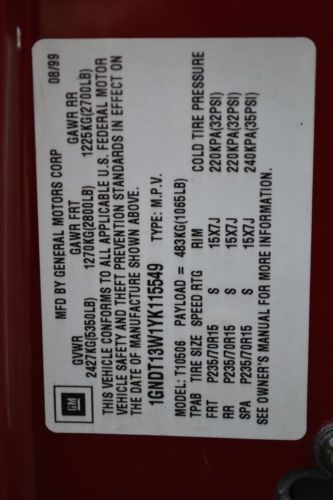 GM
MFD BY GENERAL MOTORS CORP 08/99
GVWR GAWR FRT GAWR RR
2427KG(5350LB) 1270KG(2800LB) 1225KG(2700LB)
THIS VEHICLE CONFORMS TO ALL APPLICABLE U.S. FEDERAL MOTOR
VEHICLE SAFETY AND THEFT PREVENTION STANDARDS IN EFFECT ON
THE DATE OF MANUFACTURE SHOWN ABOVE.
1GNDT13W1YK115549 TYPE: M.P.V.
MODEL: T10506 PAYLOAD = 483KG(1065LB)
TPAB TIRE SIZE SPEED RTG RIM COLD TIRE PRESSURE
FRT P235/70R15 S 15X7J 220KPA(32PSI)
RR P235/70R15 S 15X7J 220KPA(32PSI)
SPA P235/70R15 S 15X7J 240KPA(35PSI)
SEE OWNER'S MANUAL FOR MORE INFORMATION.